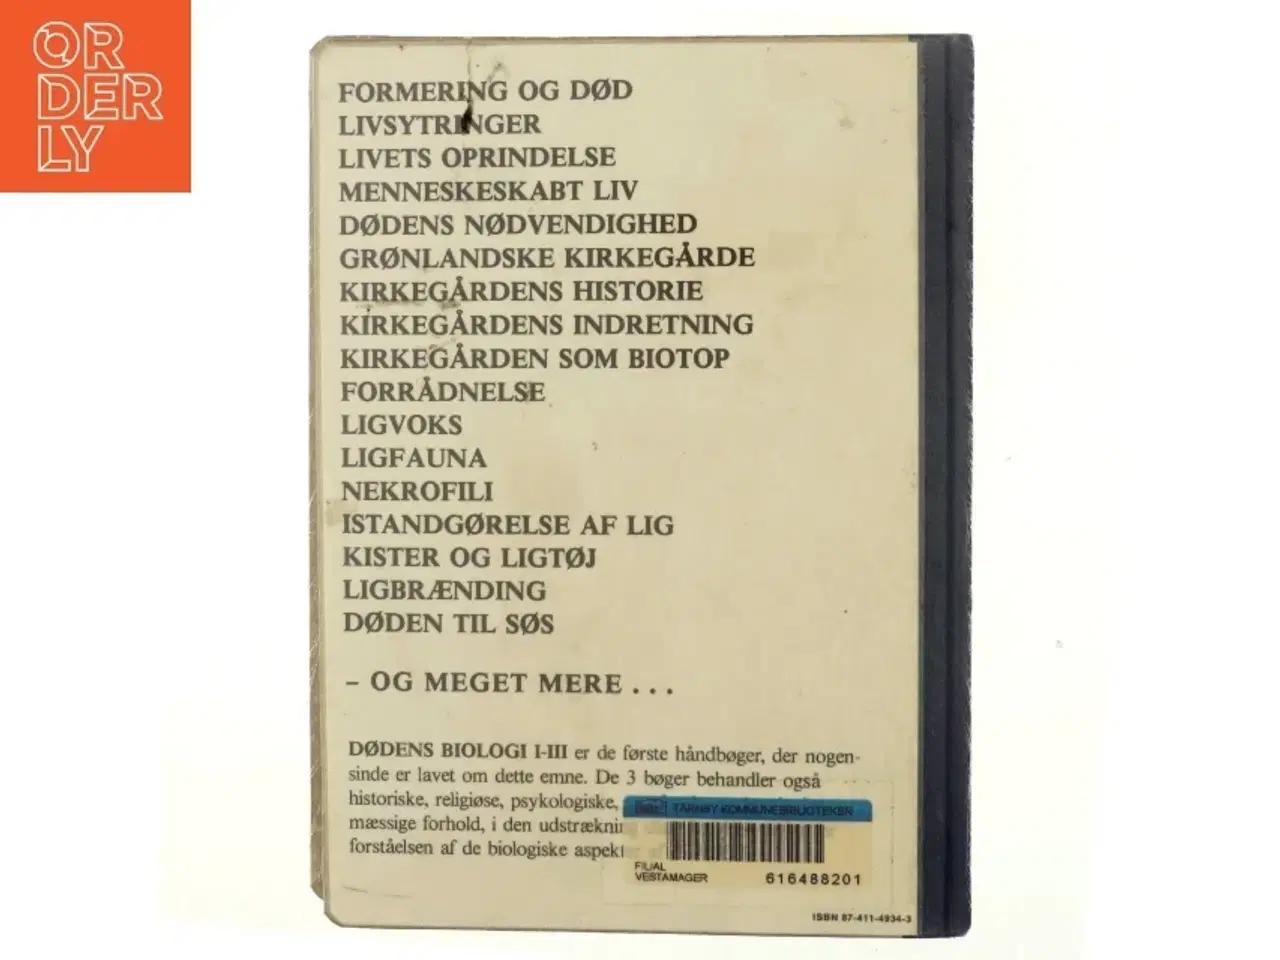 ORDERLY
FORMERING OG DØD
LIVSYTRINGER
LIVETS OPRINDELSE
MENNESKESKABT LIV
DØDENS NØDVENDIGHED
GRØNLANDSKE KIRKEGÅRDE
KIRKEGÅRDENS HISTORIE
KIRKEGÅRDENS INDRETNING
KIRKEGÅRDEN SOM BIOTOP
FORRÅDNELSE
LIGVOKS
LIGFAUNA
NEKROFILI
ISTANDGØRELSE AF LIG
KISTER OG LIGTØJ
LIGBRÆNDING
DØDEN TIL SØS
– OG MEGET MERE . . .
DØDENS BIOLOGI I-III er de første håndbøger, der nogen-
sinde er lavet om dette emne. De 3 bøger behandler også
historiske, religiøse, psykologiske,
mæssige forhold, i den udstrækni
forståelsen af de biologiske aspekt
TÅRNBY KOMMUNEBIBLIOTEKER
FILIAL
VESTAMAGER 616488201
ISBN 87-411-4934-3